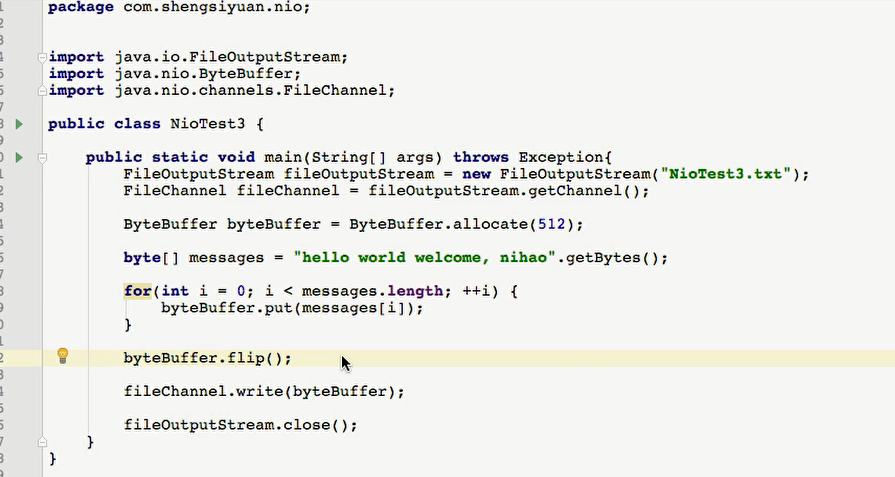 package com.shengsiyuan.nio;
import java.io.FileOutputStream;
import java.nio.ByteBuffer;
import java.nio.channels.FileChannel;
public class NioTest3 {
public static void main(String[] args) throws Exception{
FileOutputStream fileOutputStream = new FileOutputStream("NioTest3.txt");
FileChannel fileChannel = fileOutputStream.getChannel();
ByteBuffer byteBuffer = ByteBuffer.allocate(512);
byte[] messages = "hello world welcome, nihao".getBytes();
for(int i = 0; i < messages.length; ++i) {
byteBuffer.put(messages[i]);
}
byteBuffer.flip();
fileChannel.write(byteBuffer);
fileOutputStream.close();
}
}